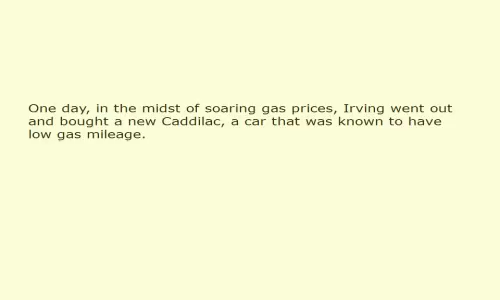 One day, in the midst of soaring gas prices, Irving went out
and bought a new Caddilac, a car that was known to have
low gas mileage.